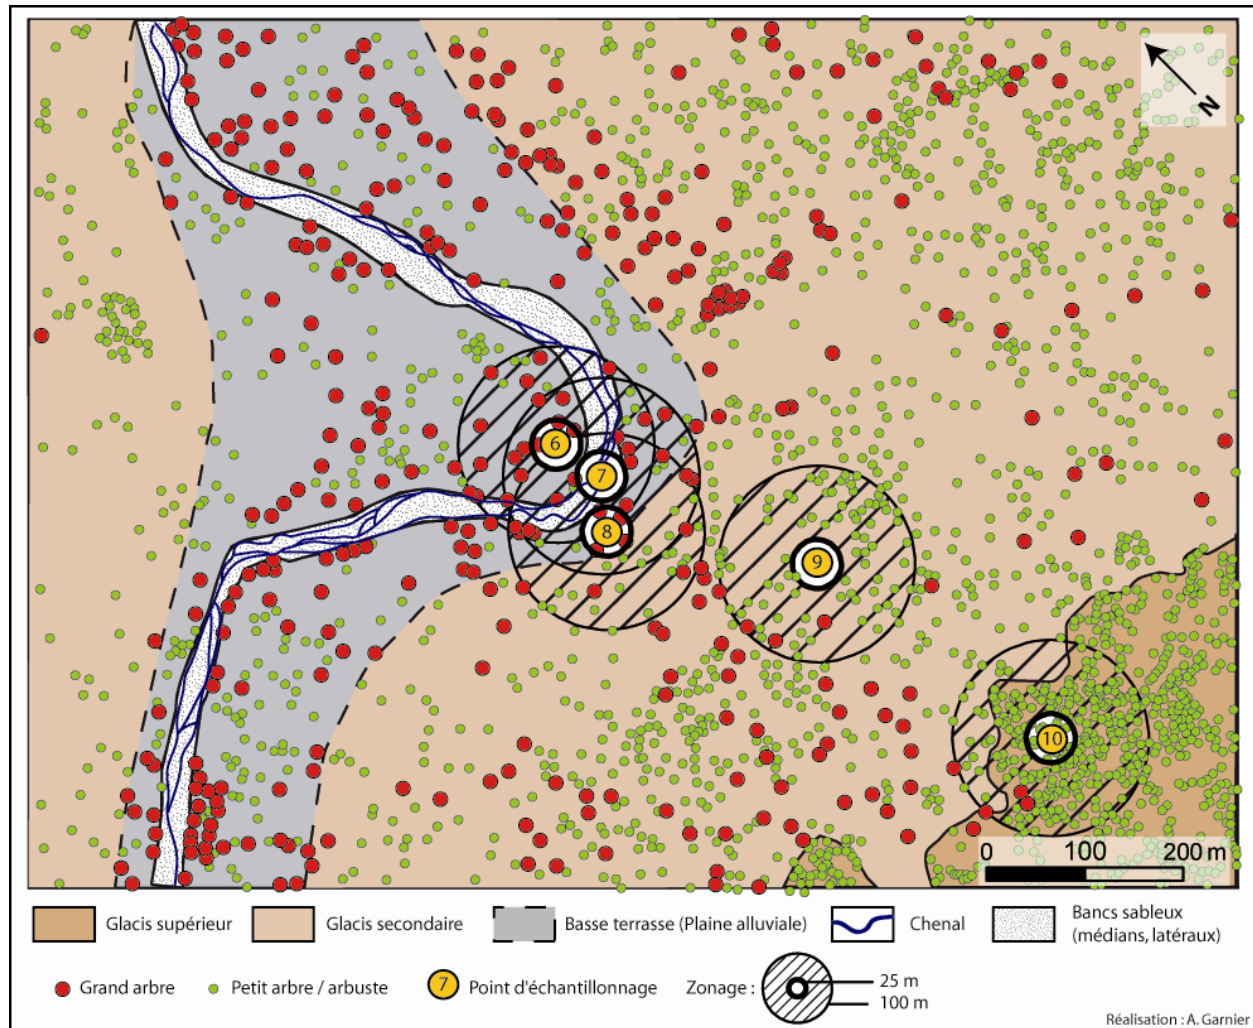 N
6
7
8
9
10
0 100 200 m
Glacis supérieur Glacis secondaire Basse terrasse (Plaine alluviale) Chenal Bancs sableux
(médians, latéraux)
Grand arbre Petit arbre / arbuste 7 Point d'échantillonnage Zonage : 25 m
100 m
Réalisation : A. Garnier